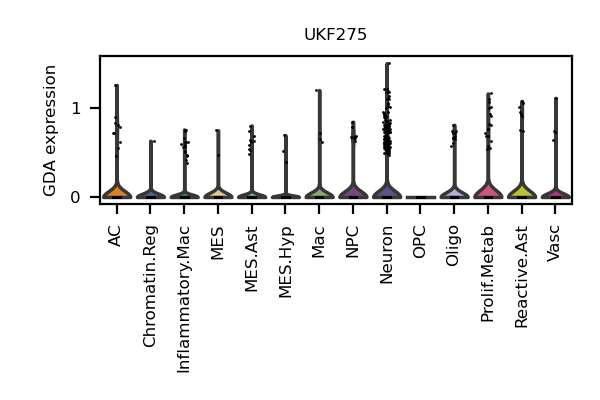 UKF275
GDA expression
1
0
AC
Chromatin.Reg
Inflammatory.Mac
MES
MES.Ast
MES.Hyp
Mac
NPC
Neuron
OPC
Oligo
Prolif.Metab
Reactive.Ast
Vasc